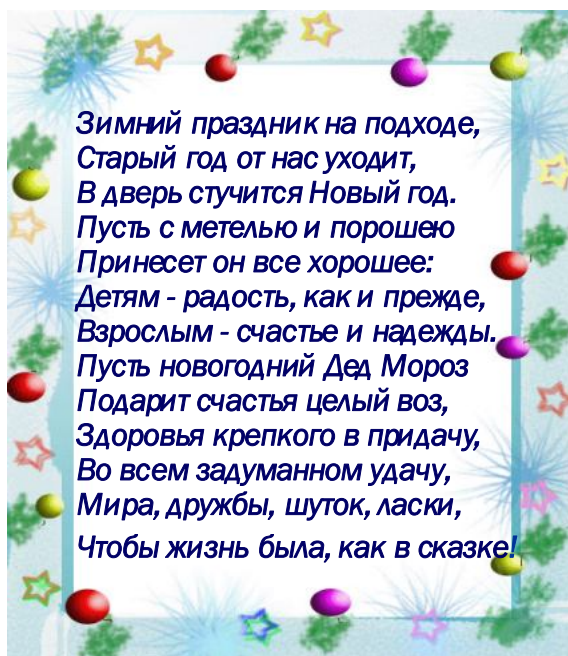 Зимний праздник на подходе,
Старый год от нас уходит,
В дверь стучится Новый год.
Пусть с метелью и порошею
Принесет он все хорошее:
Детям - радость, как и прежде,
Взрослым - счастье и надежды.
Пусть новогодний Дед Мороз
Подарит счастья целый воз,
Здоровья крепкого в придачу,
Во всем задуманном удачу,
Мира, дружбы, шуток, ласки,
Чтобы жизнь была, как в сказке!